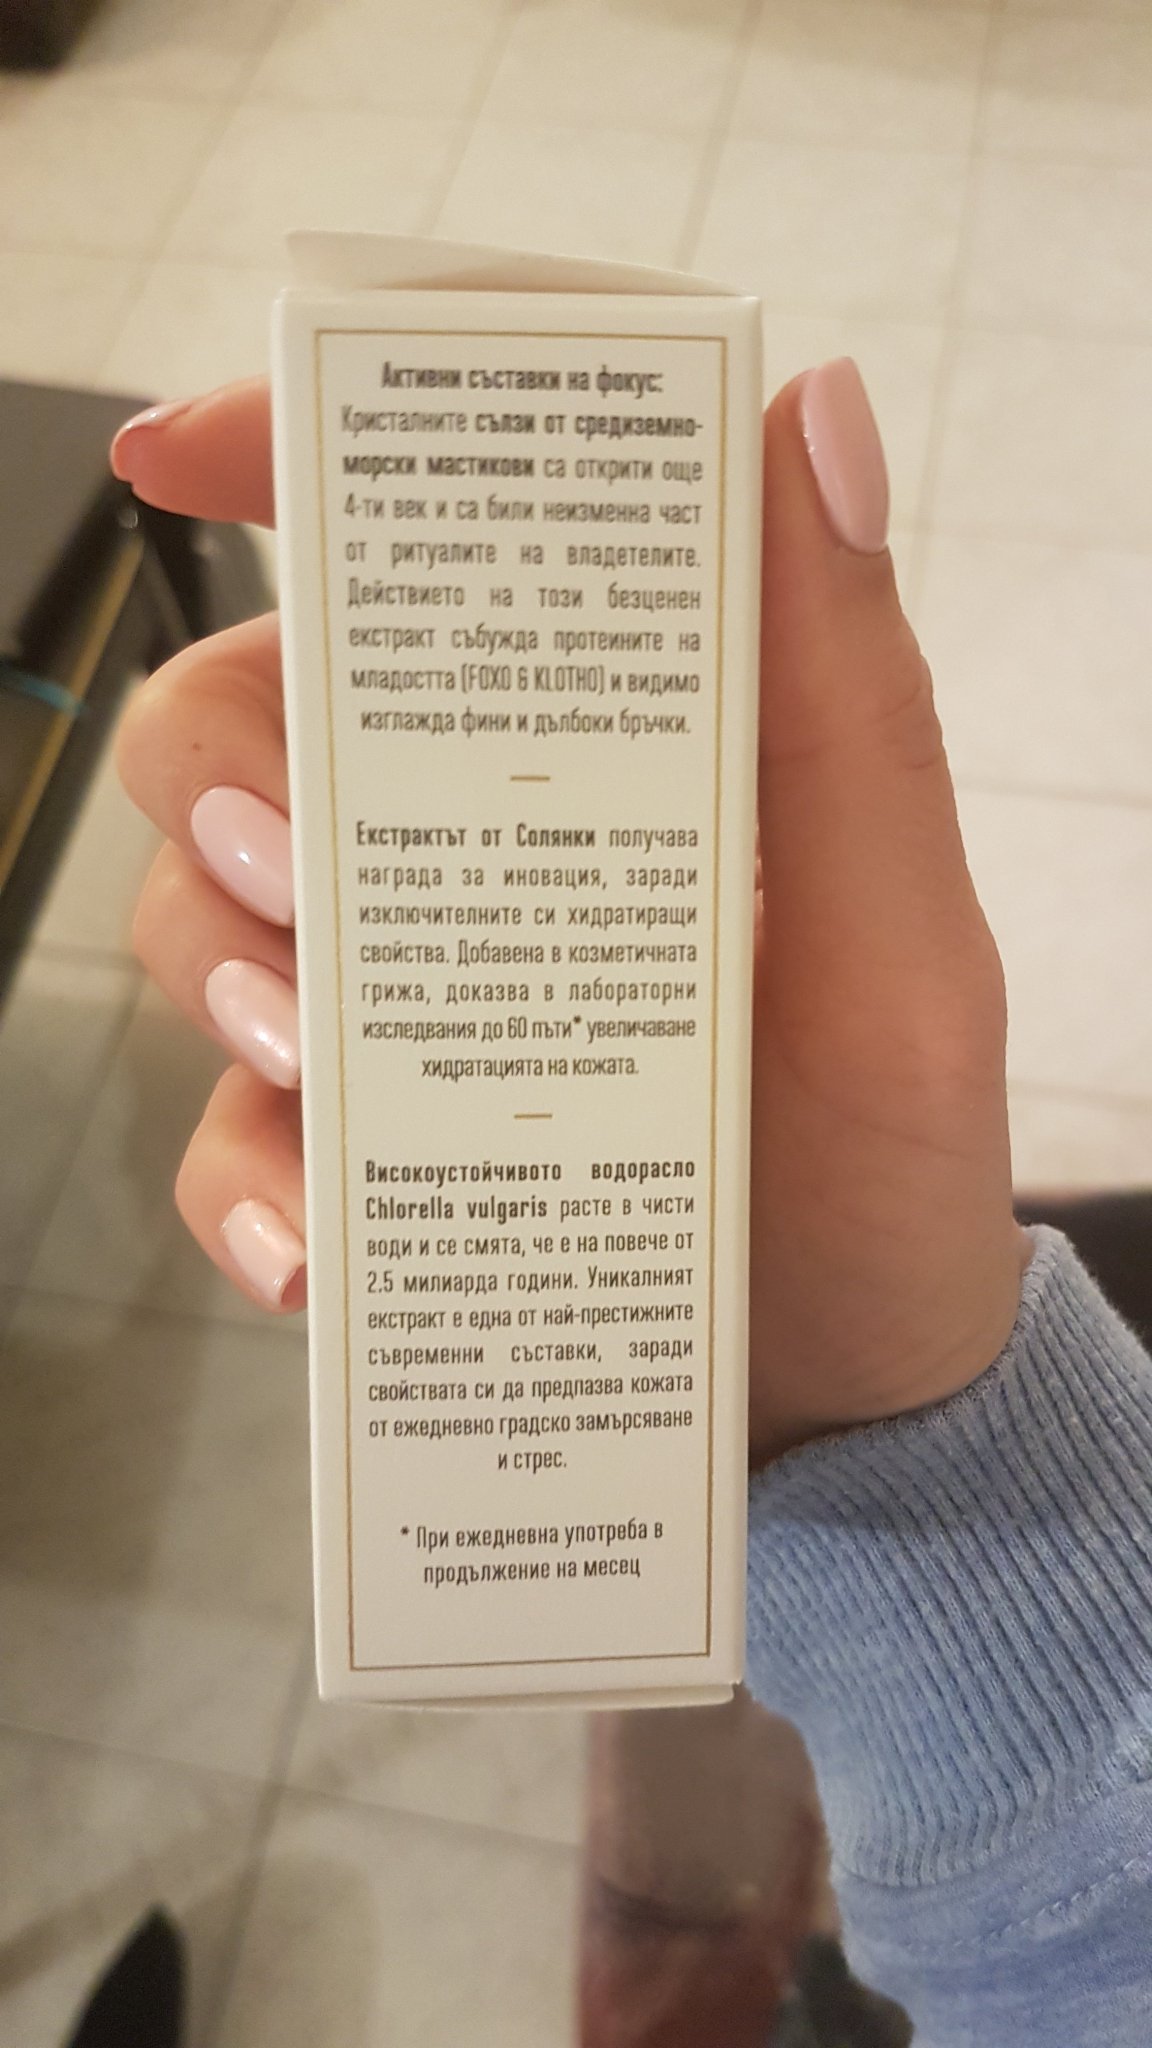 Активни съставки на фокус:
Кристалните сълзи от средиземно-
морски мастикови са открити още
4-ти век и са били неизменна част
от ритуалите на владетелите.
Действието на този безценен
екстракт събужда протеините на
младостта (FOXO & KLOTHO) и видимо
изглажда фини и дълбоки бръчки.
Екстрактът от Солянки получава
награда за иновация, заради
изключителните си хидратиращи
свойства. Добавена в козметичната
грижа, доказва в лабораторни
изследвания до 60 пъти* увеличаване
хидратацията на кожата.
Високоустойчивото водорасло
Chlorella vulgaris расте в чисти
води и се смята, че е на повече от
2.5 милиарда години. Уникалният
екстракт е една от най-престижните
съвременни съставки, заради
свойствата си да предпазва кожата
от ежедневно градско замърсяване
и стрес.
* При ежедневна употреба в
продължение на месец